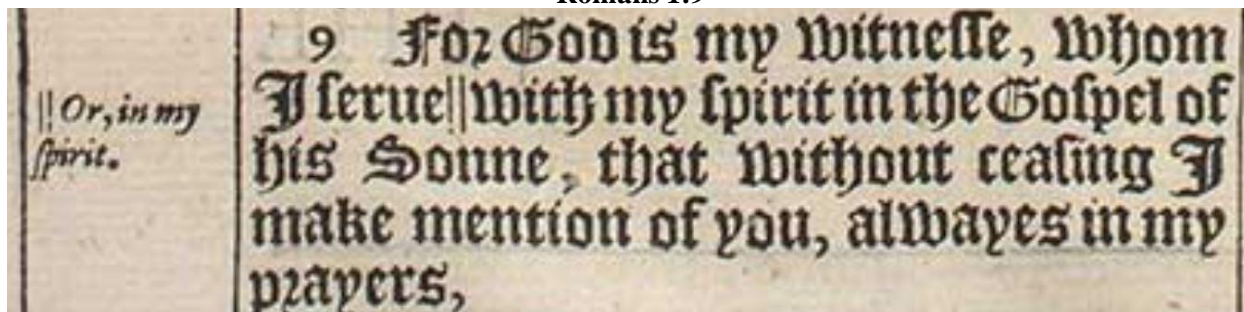 Romans 1:9
9 For God is my witneſſe, whom
I ſerue||with my ſpirit in the Goſpel of
his Sonne, that without ceaſing I
make mention of you, alwayes in my
prayers,
|| Or, in my
ſpirit.